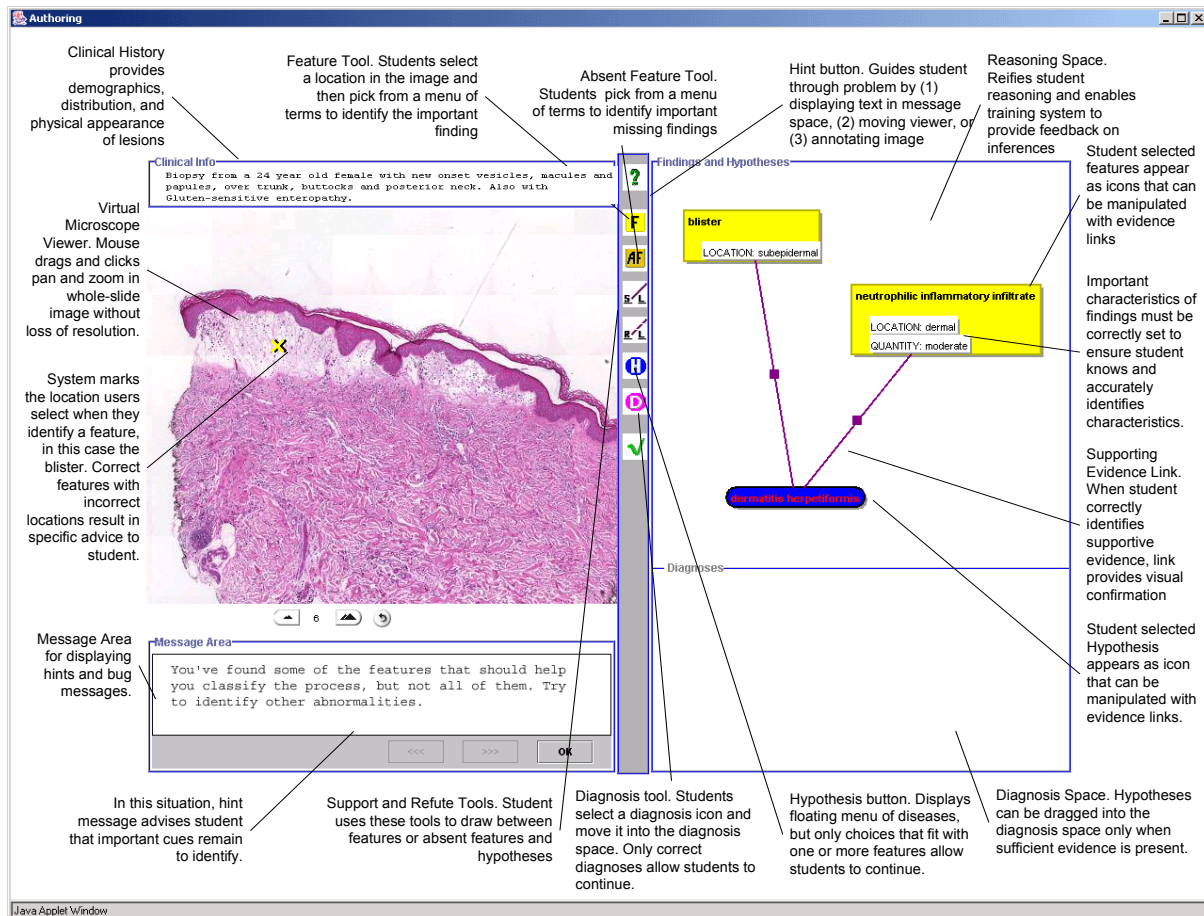 Authoring
Clinical History
provides
demographics,
distribution, and
physical appearance
of lesions
Feature Tool. Students select
a location in the image and
then pick from a menu of
terms to identify the important
finding
Absent Feature Tool.
Students pick from a menu
of terms to identify important
missing findings
Hint button. Guides student
through problem by (1)
displaying text in message
space, (2) moving viewer, or
(3) annotating image
Reasoning Space.
Reifies student
reasoning and enables
training system to
provide feedback on
inferences
Student selected
features appear
as icons that can
be manipulated
with evidence
links
Clinical Info
Biopsy from a 24 year old female with new onset vesicles, macules and
papules, over trunk, buttocks and posterior neck. Also with
Gluten-sensitive enteropathy.
?
F
AF
S/L
R/L
H
D
Findings and Hypotheses
blister
LOCATION: subepidermal
neutrophilic inflammatory infiltrate
LOCATION: dermal
QUANTITY: moderate
dermatitis herpetiformis
Diagnoses
Virtual
Microscope
Viewer. Mouse
drags and clicks
pan and zoom in
whole-slide
image without
loss of resolution.
System marks
the location users
select when they
identify a feature,
in this case the
blister. Correct
features with
incorrect
locations result in
specific advice to
student.
Important
characteristics of
findings must be
correctly set to
ensure student
knows and
accurately
identifies
characteristics.
Supporting
Evidence Link.
When student
correctly
identifies
supportive
evidence, link
provides visual
confirmation
Student selected
Hypothesis
appears as icon
that can be
manipulated with
evidence links.
6
Message Area
for displaying
hints and bug
messages.
Message Area
You've found some of the features that should help
you classify the process, but not all of them. Try
to identify other abnormalities.
<<<
>>>
OK
In this situation, hint
message advises student
that important cues remain
to identify.
Support and Refute Tools. Student
uses these tools to draw between
features or absent features and
hypotheses
Diagnosis tool. Students
select a diagnosis icon and
move it into the diagnosis
space. Only correct
diagnoses allow students to
continue.
Hypothesis button. Displays
floating menu of diseases,
but only choices that fit with
one or more features allow
students to continue.
Diagnosis Space. Hypotheses
can be dragged into the
diagnosis space only when
sufficient evidence is present.
Java Applet Window